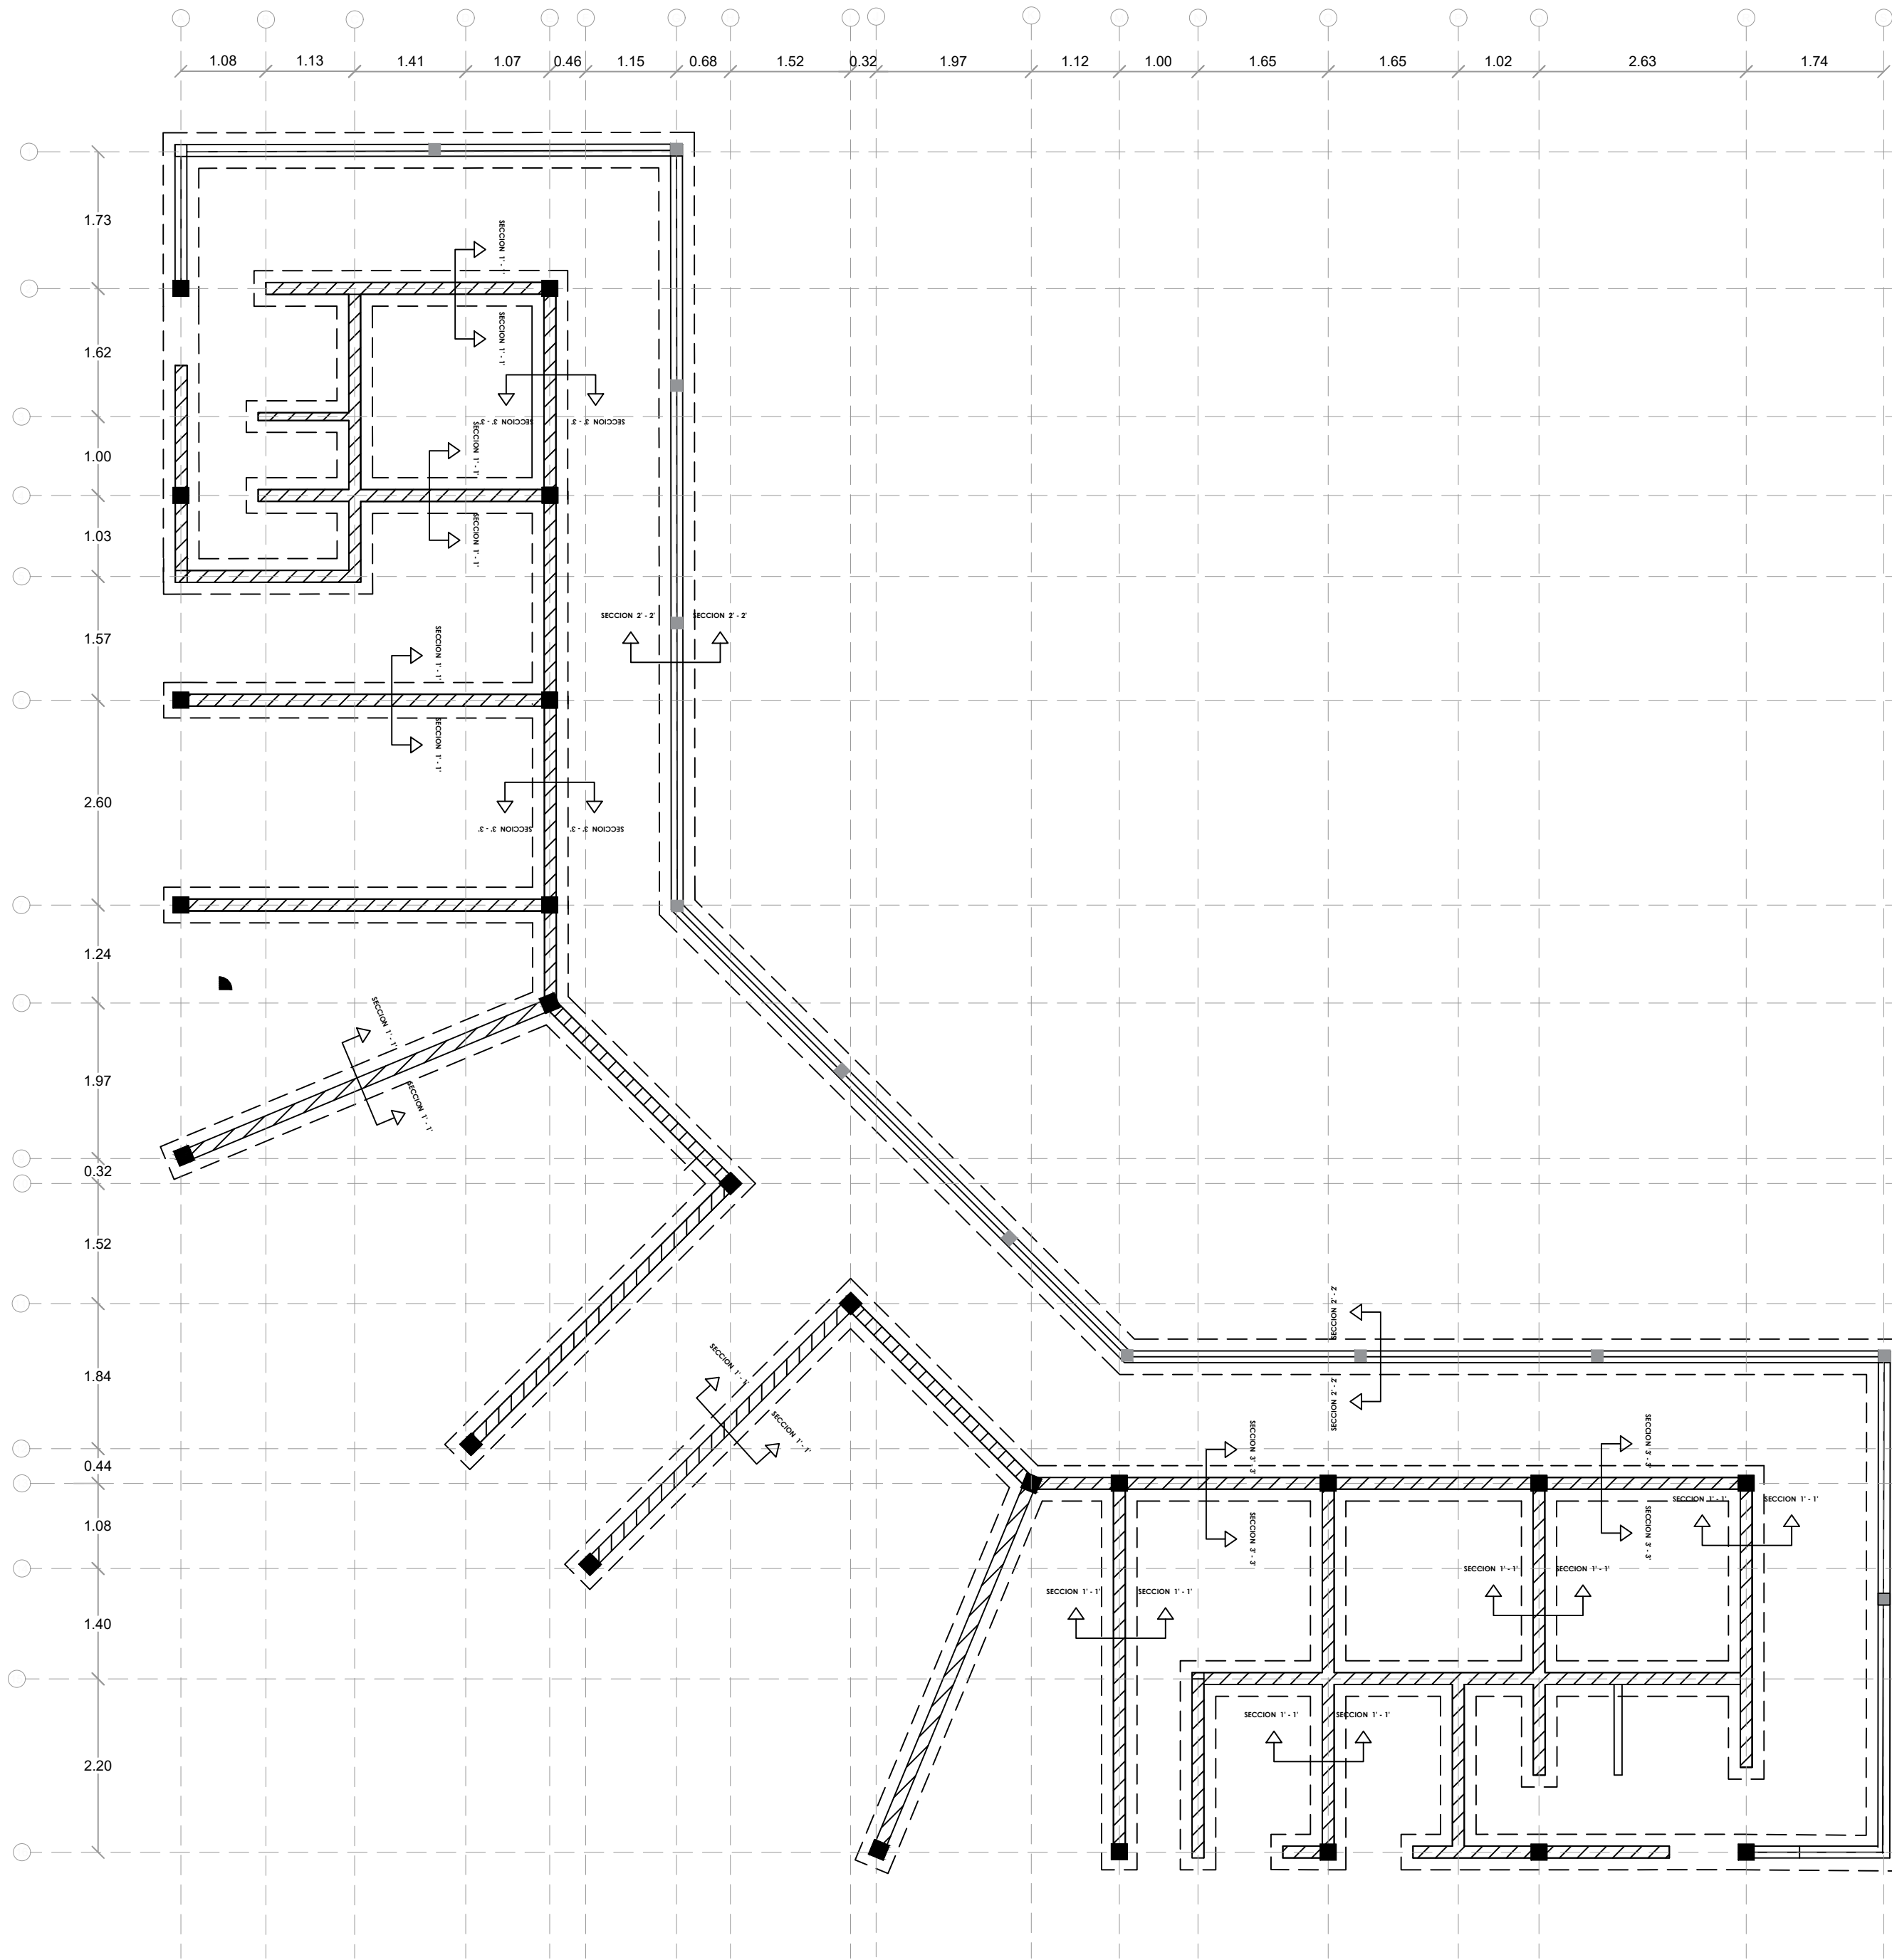 1.08 1.13 1.41 1.07 0.46 1.15 0.68 1.52 0.32 1.97 1.12 1.00 1.65 1.65 1.02 2.63 1.74
1.73
SECCION 1' - 1'
SECCION 1' - 1'
1.62
SECCION 3' - 3'
SECCION 3' - 3'
SECCION 1' - 1'
1.00
1.03
SECCION 1' - 1'
SECCION 2' - 2'
SECCION 2' - 2'
1.57
SECCION 1' - 1'
SECCION 1' - 1'
2.60
SECCION 3' - 3'
SECCION 3' - 3'
1.24
SECCION 1' - 1'
1.97
SECCION 1' - 1'
0.32
1.52
SECCION 2' - 2'
1.84
SECCION 1' - 1'
SECCION 2' - 2'
SECCION 1' - 1'
SECCION 3' - 3'
SECCION 3' - 3'
0.44
SECCION 1' - 1'
SECCION 1' - 1'
1.08
SECCION 3' - 3'
SECCION 3' - 3'
SECCION 1' - 1'
SECCION 1' - 1'
SECCION 1' - 1'
SECCION 1' - 1'
1.40
SECCION 1' - 1'
SECCION 1' - 1'
2.20